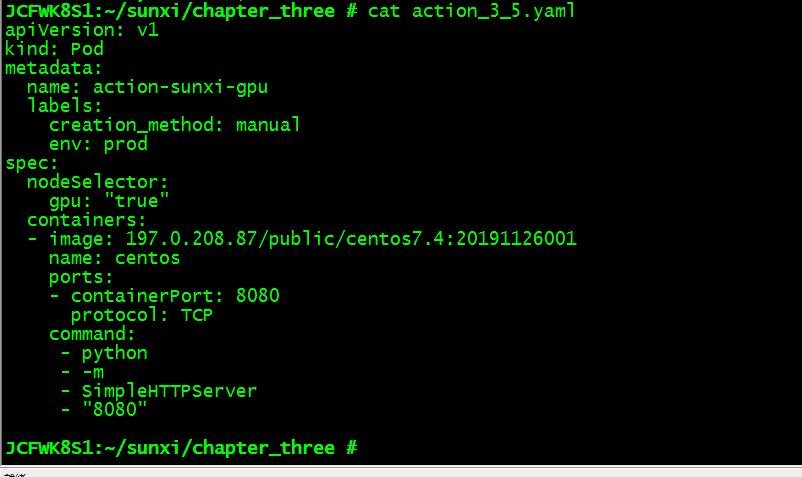 JCFWK8S1:~/sunxi/chapter_three # cat action_3_5.yaml
apiVersion: v1
kind: Pod
metadata:
  name: action-sunxi-gpu
  labels:
    creation_method: manual
    env: prod
spec:
  nodeSelector:
    gpu: "true"
  containers:
  - image: 197.0.208.87/public/centos7.4:20191126001
    name: centos
    ports:
    - containerPort: 8080
      protocol: TCP
    command:
     - python
     - -m
     - SimpleHTTPServer
     - "8080"
JCFWK8S1:~/sunxi/chapter_three #